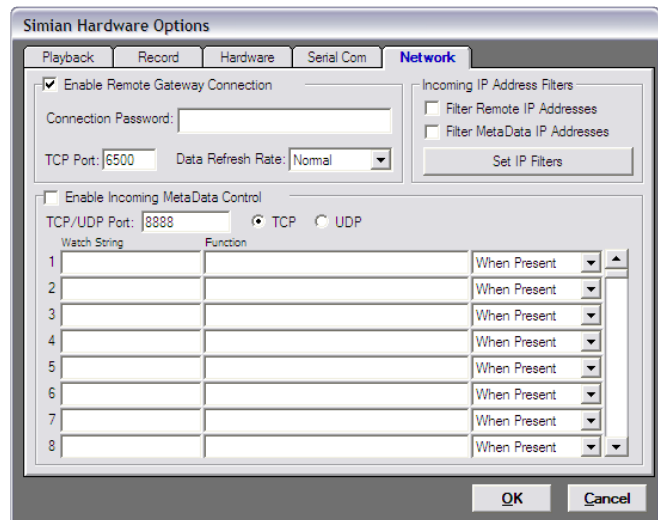 Simian Hardware Options
Playback Record Hardware Serial Com Network
Enable Remote Gateway Connection
Connection Password:
TCP Port: 6500 Data Refresh Rate: Normal
Incoming IP Address Filters
Filter Remote IP Addresses
Filter MetaData IP Addresses
Set IP Filters
Enable Incoming MetaData Control
TCP/UDP Port: 8888 TCP UDP
Watch String Function
1 When Present
2 When Present
3 When Present
4 When Present
5 When Present
6 When Present
7 When Present
8 When Present
OK Cancel